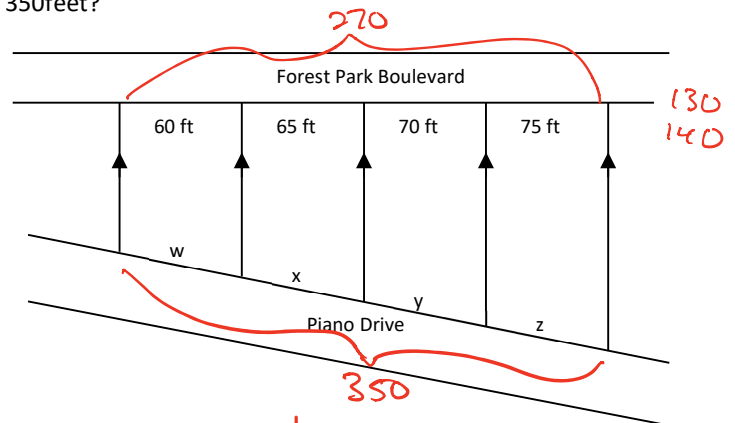 350feet?
270
Forest Park Boulevard
60 ft 65 ft 70 ft 75 ft
130
140
w
x
y
z
Piano Drive
350